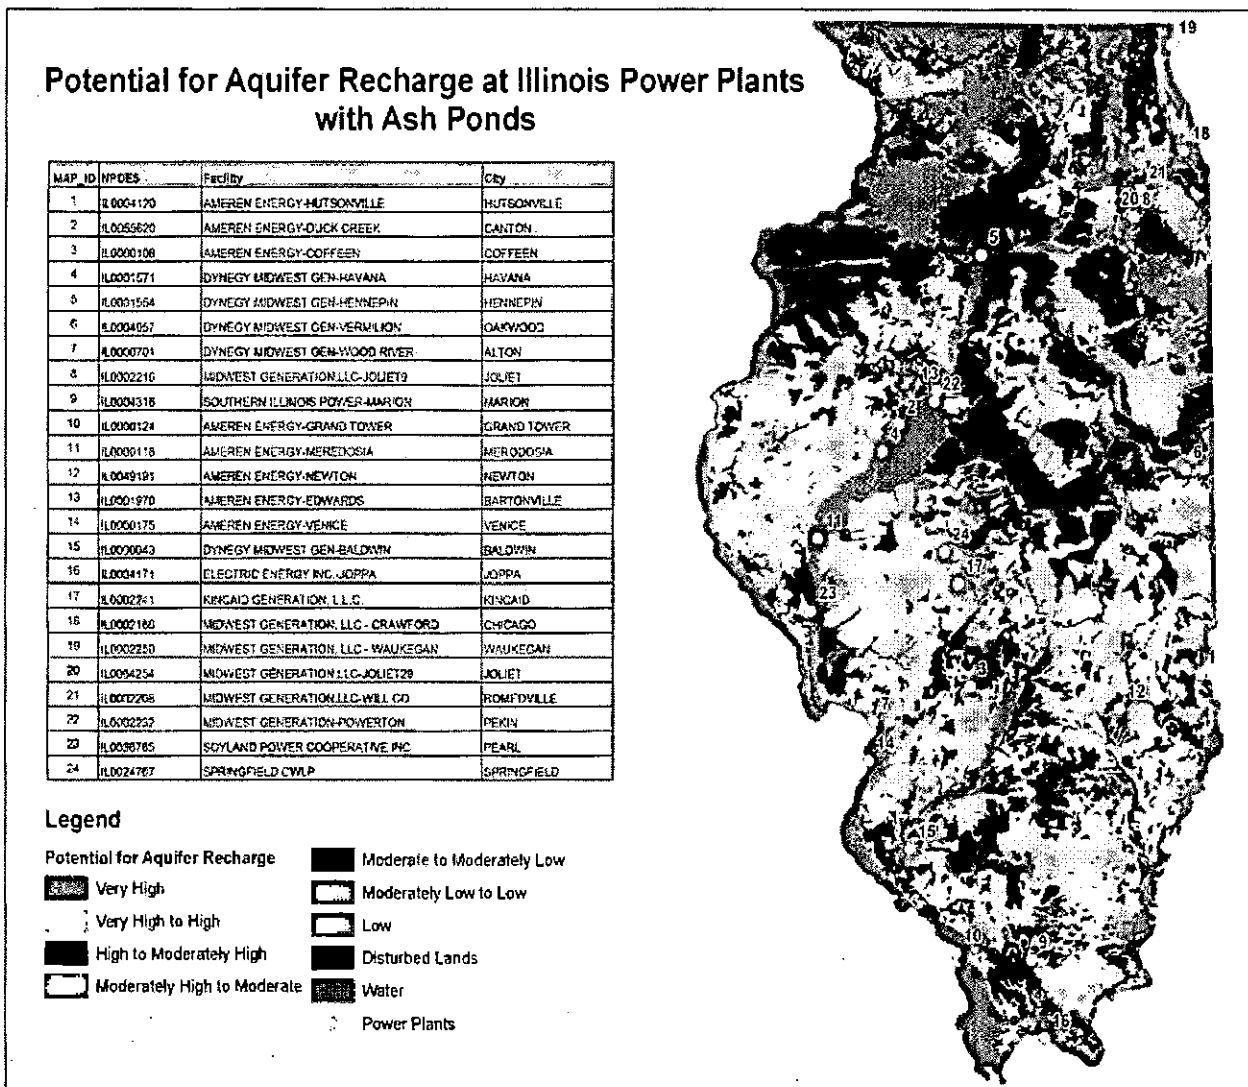 Potential for Aquifer Recharge at Illinois Power Plants
with Ash Ponds
MAP_ID NPDES Facility City
1 IL0004120 AMEREN ENERGY-HUTSONVILLE HUTSONVILLE
2 IL0055620 AMEREN ENERGY-DUCK CREEK CANTON
3 IL0000108 AMEREN ENERGY-COFFEEN COFFEEN
4 IL0001571 DYNEGY MIDWEST GEN-HAVANA HAVANA
5 IL0001554 DYNEGY MIDWEST GEN-HENNEPIN HENNEPIN
6 IL0004057 DYNEGY MIDWEST GEN-VERMILION OAKWOOD
7 IL0000701 DYNEGY MIDWEST GEN-WOOD RIVER ALTON
8 IL0002216 MIDWEST GENERATION,LLC-JOLIET9 JOLIET
9 IL0004316 SOUTHERN ILLINOIS POWER-MARION MARION
10 IL0000124 AMEREN ENERGY-GRAND TOWER GRAND TOWER
11 IL0000116 AMEREN ENERGY-MEREDOSIA MERODOSIA
12 IL0049191 AMEREN ENERGY-NEWTON NEWTON
13 IL0001970 AMEREN ENERGY-EDWARDS BARTONVILLE
14 IL0000175 AMEREN ENERGY-VENICE VENICE
15 IL0000043 DYNEGY MIDWEST GEN-BALDWIN BALDWIN
16 IL0004171 ELECTRIC ENERGY INC.-JOPPA JOPPA
17 IL0002241 KINCAID GENERATION, L.L.C. KINCAID
18 IL0002186 MIDWEST GENERATION, LLC - CRAWFORD CHICAGO
19 IL0002259 MIDWEST GENERATION, LLC - WAUKEGAN WAUKEGAN
20 IL0064254 MIDWEST GENERATION,LLC-JOLIET29 JOLIET
21 IL0002208 MIDWEST GENERATION,LLC-WILL CO ROMEOVILLE
22 IL0002232 MIDWEST GENERATION-POWERTON PEKIN
23 IL0036765 SOYLAND POWER COOPERATIVE INC PEARL
24 IL0024767 SPRINGFIELD CWLP SPRINGFIELD
Legend
Potential for Aquifer Recharge
Very High
Very High to High
High to Moderately High
Moderately High to Moderate
Moderate to Moderately Low
Moderately Low to Low
Low
Disturbed Lands
Water
Power Plants
19
18
21
20 8
5
13
22
2
4
6
11
24
17
23
3
12
7
14
15
10
9
16